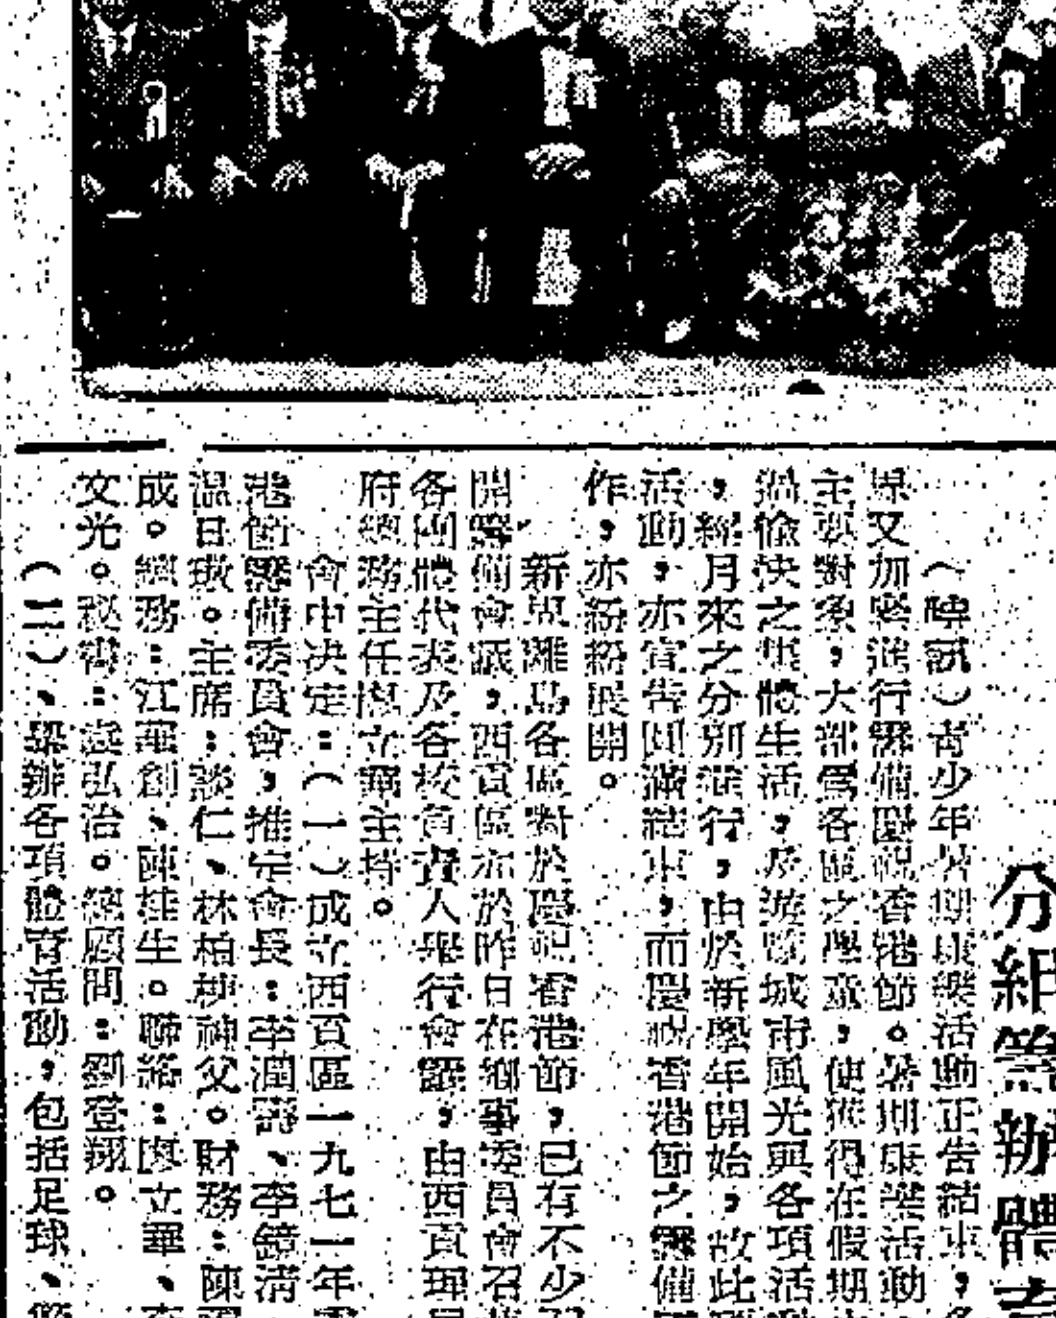 分組籌辦體育
（專訊）青少年暑期康樂活動正告結束，各
界又加緊進行籌備慶祝香港節。暑期康樂活動
主要對象，大部為各區之學童，使獲得在假期
過愉快之集體生活，及遊覽城市風光與各項活
，經月來之分別進行，由於新學年開始，故此
活動，亦宣告圓滿結束，而慶祝香港節之籌備
作，亦紛紛展開。
新界離島各區對於慶祝香港節，已有不少
開籌備會議，西貢區亦於昨日在鄉事委員會召
各團體代表及各校負責人舉行會議，由西貢理民
府總務主任 立 主持。
會中決定：（一）成立西貢區一九七一年香
港節籌備委員會，推定會長：李潤壽、李鏡清
溫日 。主席：談仁、林柏棟神父。財務：陳
成。總務：江華創、陳桂生。聯絡：廖立華、
文光。秘書： 弘治。總顧問：劉登翔。
（二）、舉辦各項體育活動，包括足球、